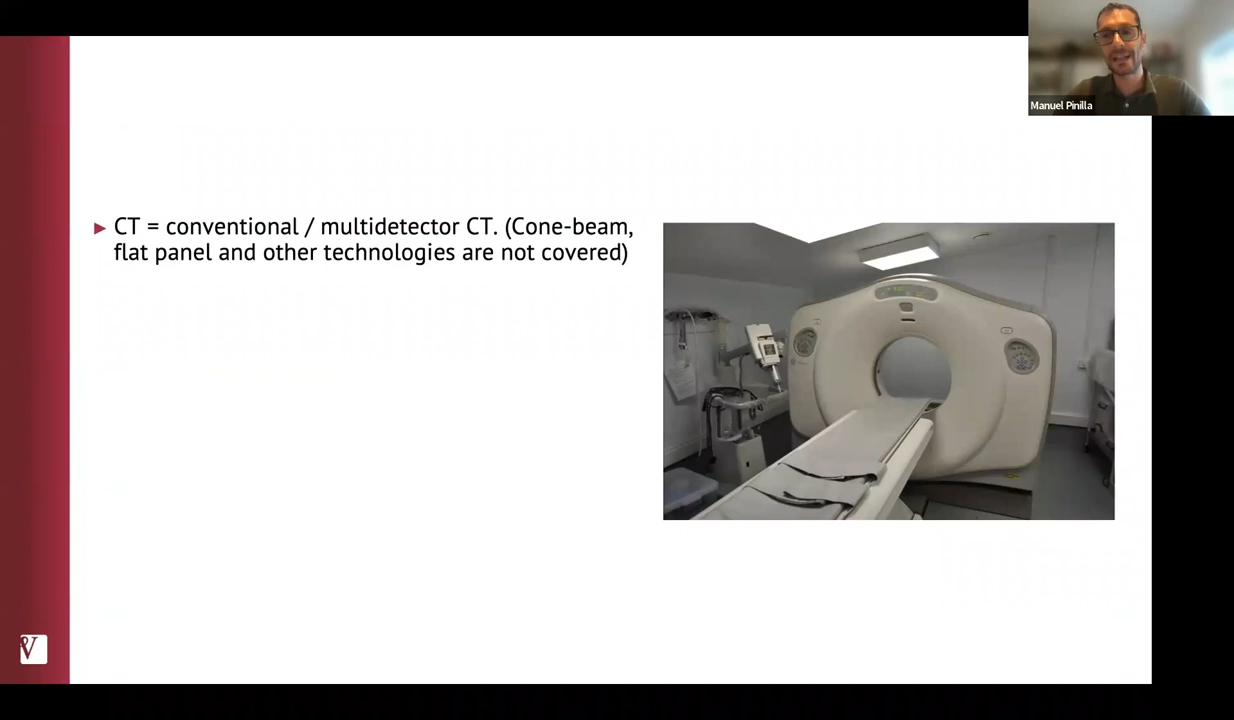 Manuel Pinilla
► CT = conventional / multidetector CT. (Cone-beam,
flat panel and other technologies are not covered)
V